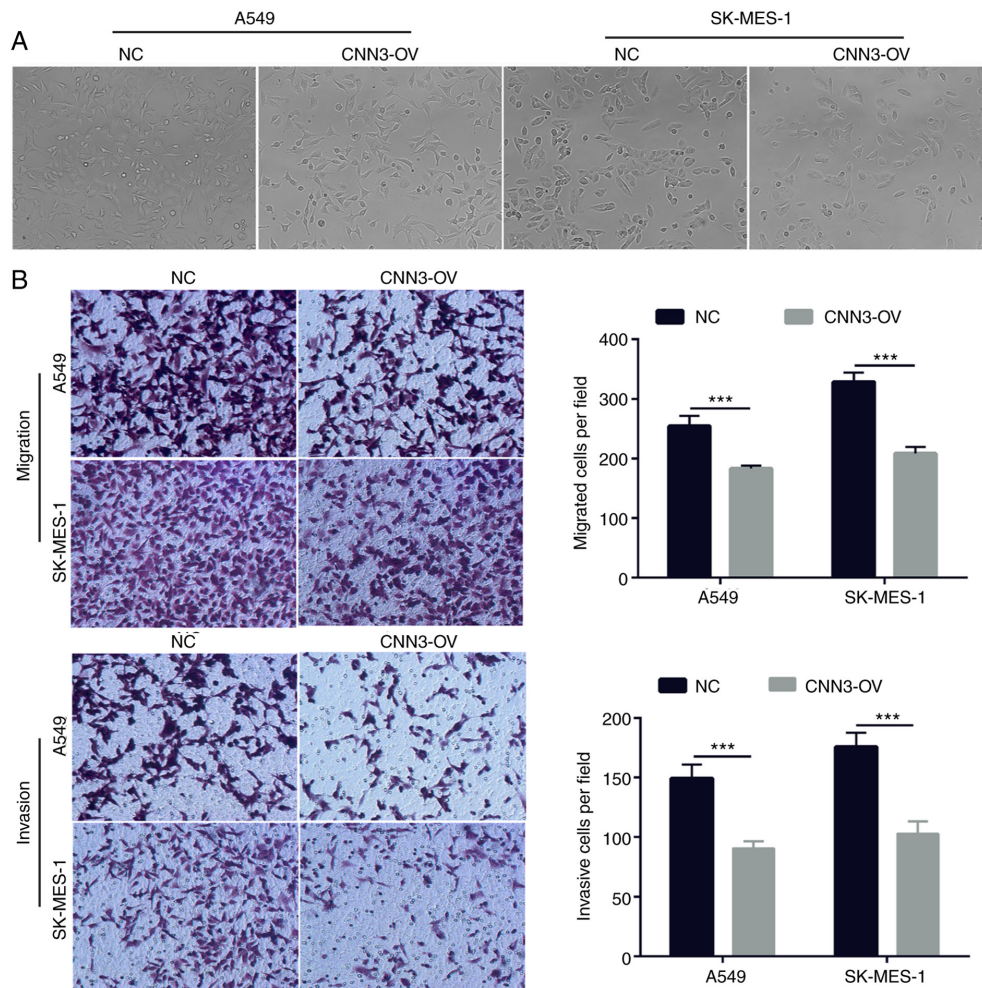 A
A549
SK-MES-1
NC
CNN3-OV
NC
CNN3-OV
B
NC
CNN3-OV
Migration
A549
SK-MES-1
NC
CNN3-OV
Invasion
A549
SK-MES-1
NC
CNN3-OV
Migrated cells per field
400
300
200
100
0
***
***
A549
SK-MES-1
NC
CNN3-OV
Invasive cells per field
200
150
100
50
0
***
***
A549
SK-MES-1